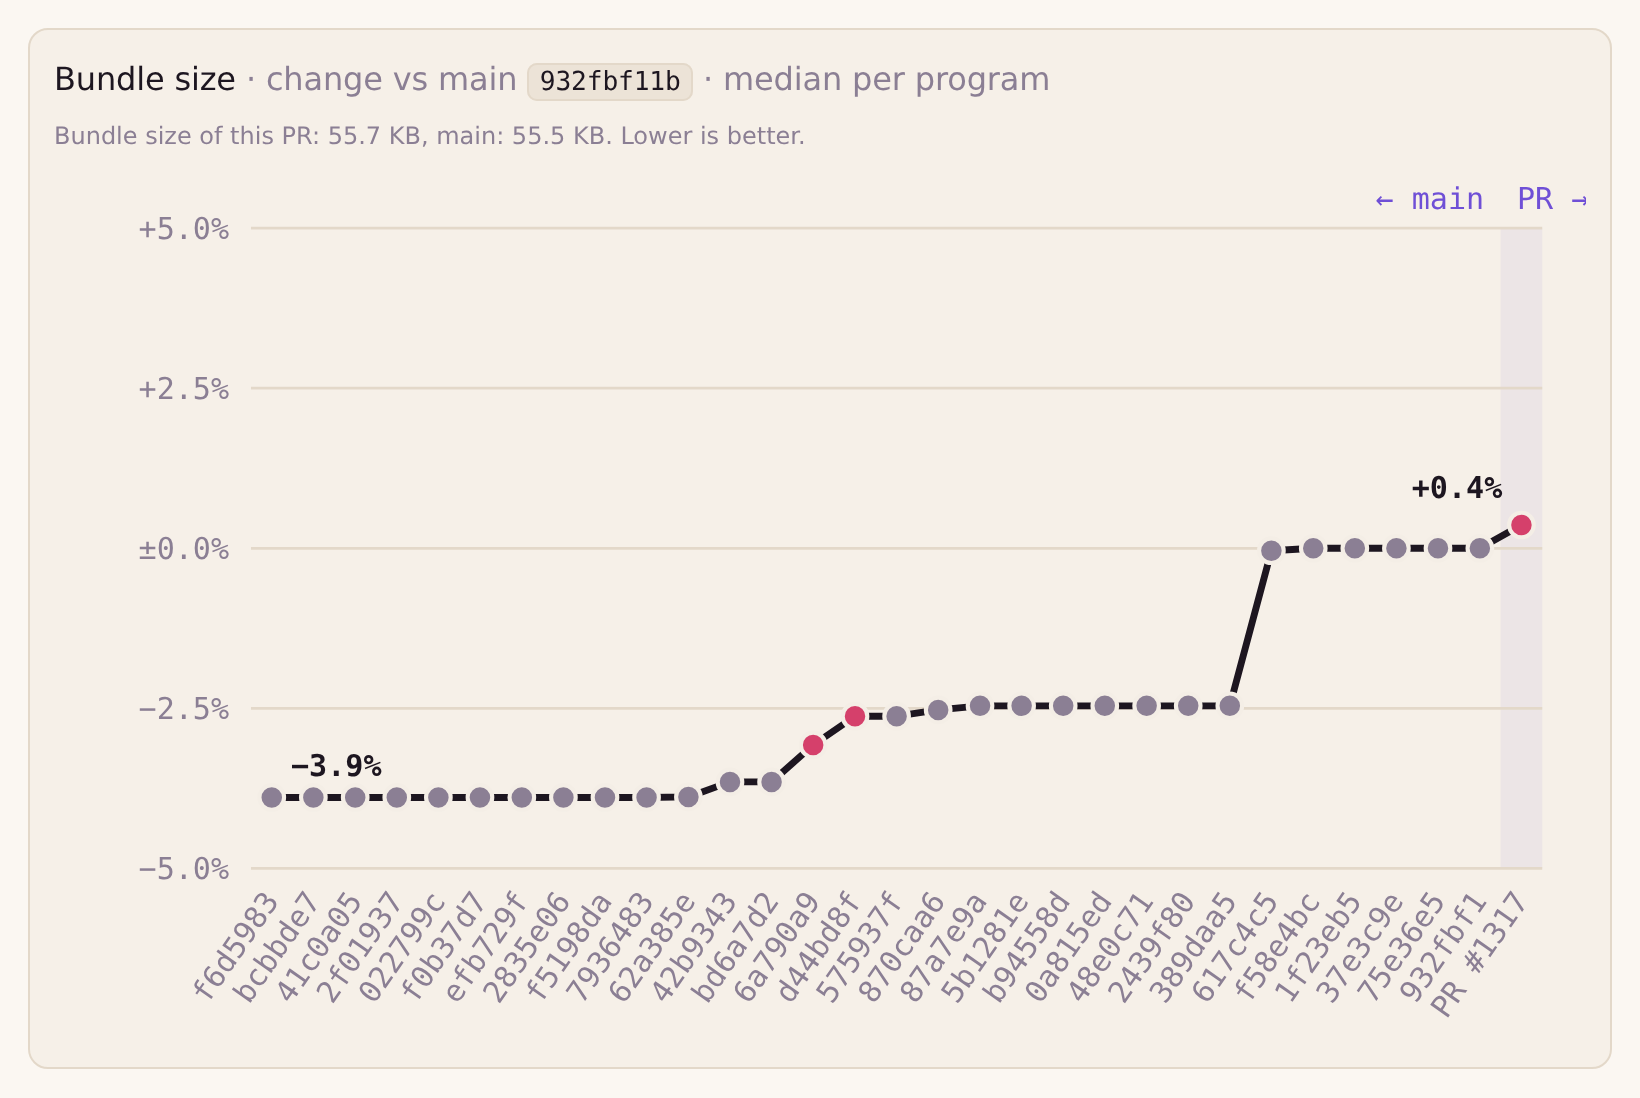 Bundle size · change vs main 932fbf11b · median per program
Bundle size of this PR: 55.7 KB, main: 55.5 KB. Lower is better.
← main PR →
+5.0%
+2.5%
±0.0%
−2.5%
−5.0%
+0.4%
−3.9%
f6d5983
bcbbde7
41c0a05
2f01937
022799c
f0b37d7
efb729f
2835e06
f5198da
7936483
62a385e
42b9343
bd6a7d2
6a790a9
d44bd8f
575937f
870caa6
87a7e9a
5b1281e
b94558d
0a815ed
48e0c71
2439f80
389daa5
617c4c5
f58e4bc
1f23eb5
37e3c9e
75e36e5
932fbf1
PR #1317